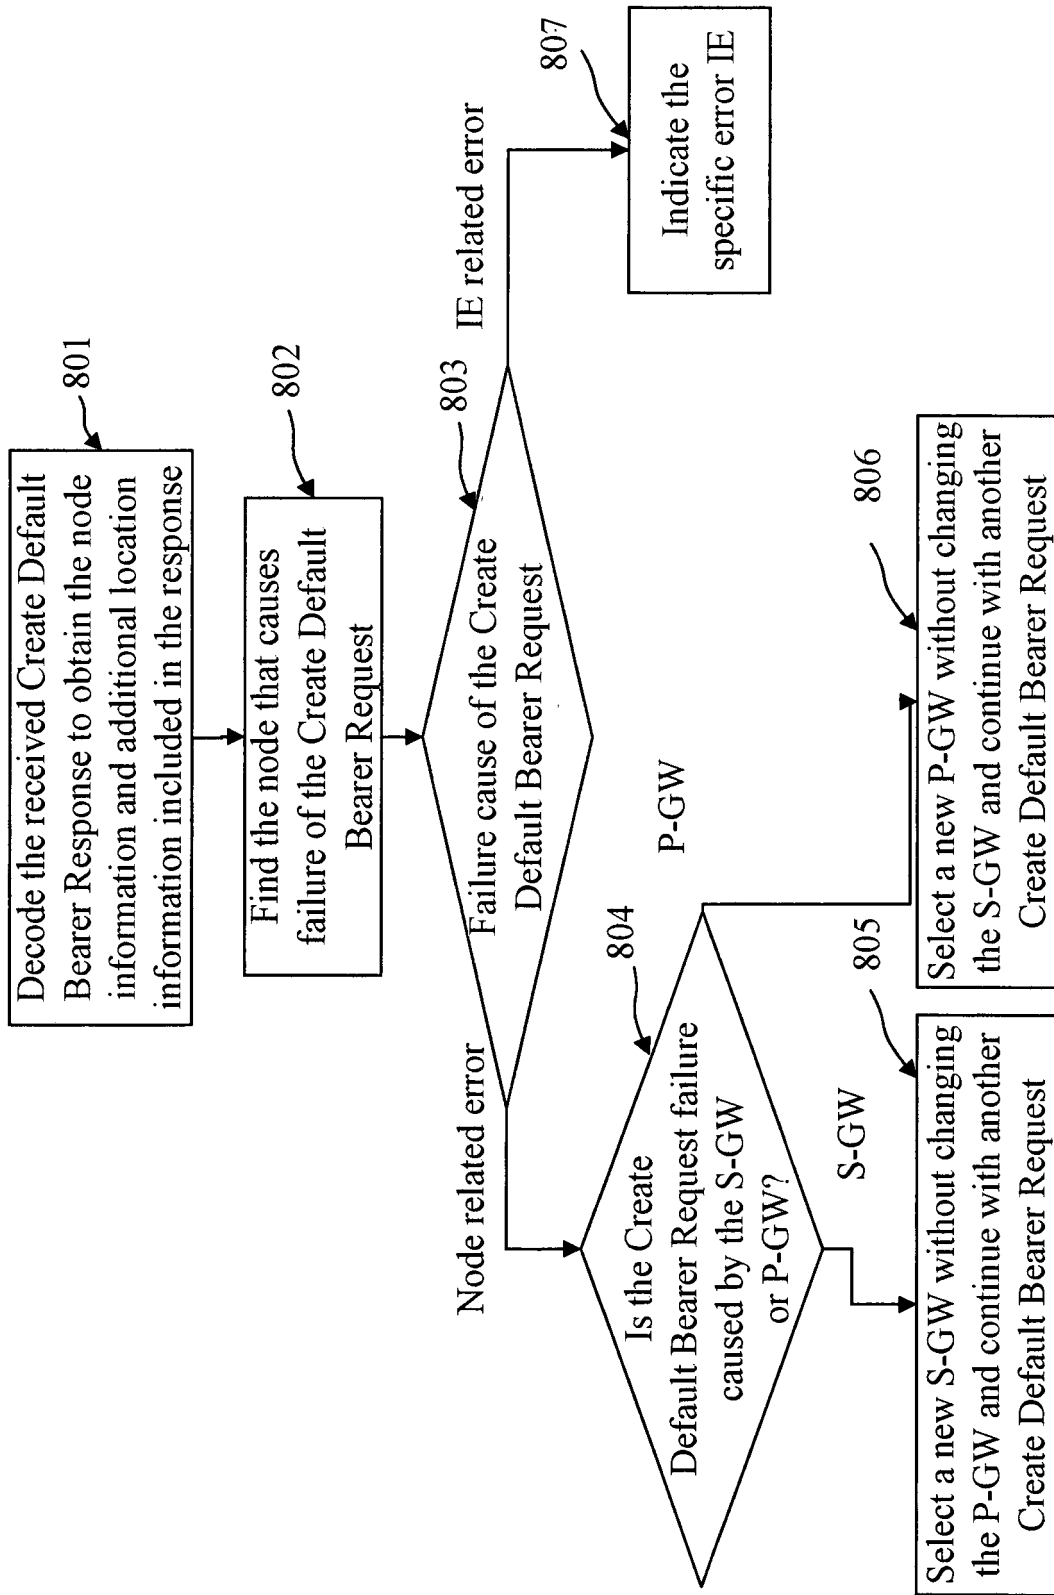 Decode the received Create Default
Bearer Response to obtain the node
information and additional location
information included in the response
801
Find the node that causes
failure of the Create Default
Bearer Request
802
Failure cause of the Create
Default Bearer Request
803
Node related error
IE related error
Is the Create
Default Bearer Request failure
caused by the S-GW
or P-GW?
804
P-GW
S-GW
Indicate the
specific error IE
807
Select a new S-GW without changing
the P-GW and continue with another
Create Default Bearer Request
805
Select a new P-GW without changing
the S-GW and continue with another
Create Default Bearer Request
806